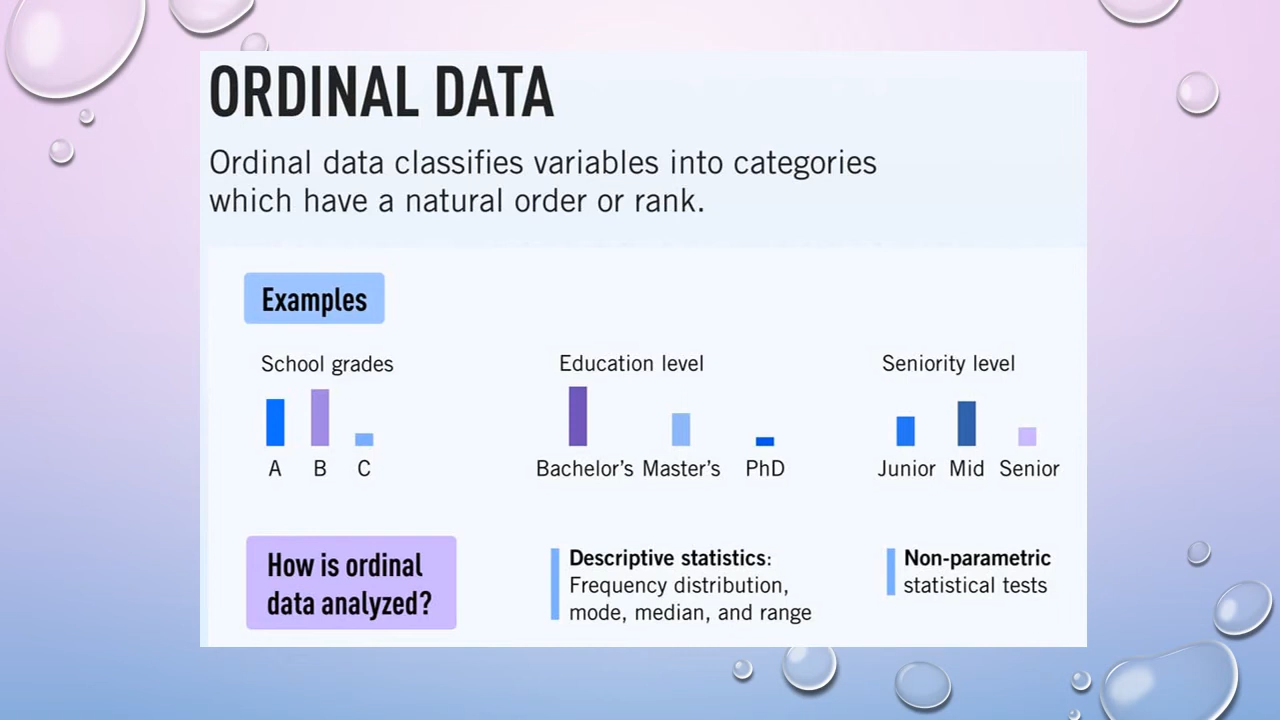 ORDINAL DATA
Ordinal data classifies variables into categories
which have a natural order or rank.
Examples
School grades
A B C
Education level
Bachelor's Master's PhD
Seniority level
Junior Mid Senior
How is ordinal
data analyzed?
Descriptive statistics:
Frequency distribution,
mode, median, and range
Non-parametric
statistical tests